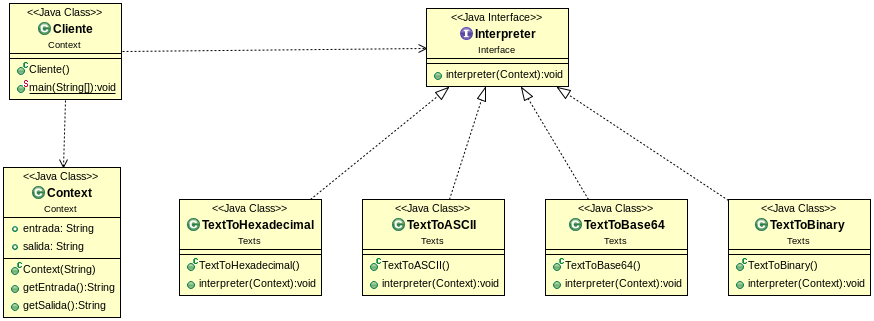 <<Java Class>>
Cliente
Context
Cliente()
main(String[]):void
<<Java Interface>>
Interpreter
Interface
interpreter(Context):void
<<Java Class>>
Context
Context
entrada: String
salida: String
Context(String)
getEntrada():String
getSalida():String
<<Java Class>>
TextToHexadecimal
Texts
TextToHexadecimal()
interpreter(Context):void
<<Java Class>>
TextToASCII
Texts
TextToASCII()
interpreter(Context):void
<<Java Class>>
TextToBase64
Texts
TextToBase64()
interpreter(Context):void
<<Java Class>>
TextToBinary
Texts
TextToBinary()
interpreter(Context):void